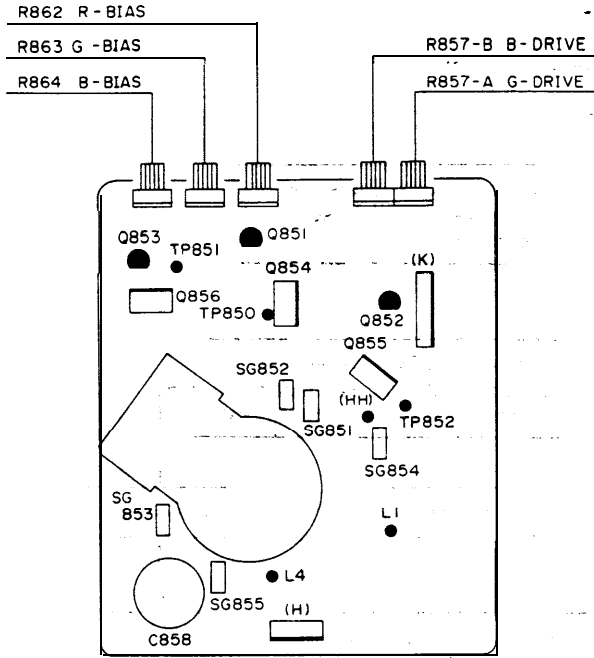 R862 R-BIAS
R863 G-BIAS
R864 B-BIAS
R857-B B-DRIVE
R857-A G-DRIVE
Q853
TP851
Q851
Q854
(K)
Q856
TP850
Q852
Q855
SG852
(HH)
SG851
TP852
SG854
SG
853
L1
L4
SG855
(H)
C858